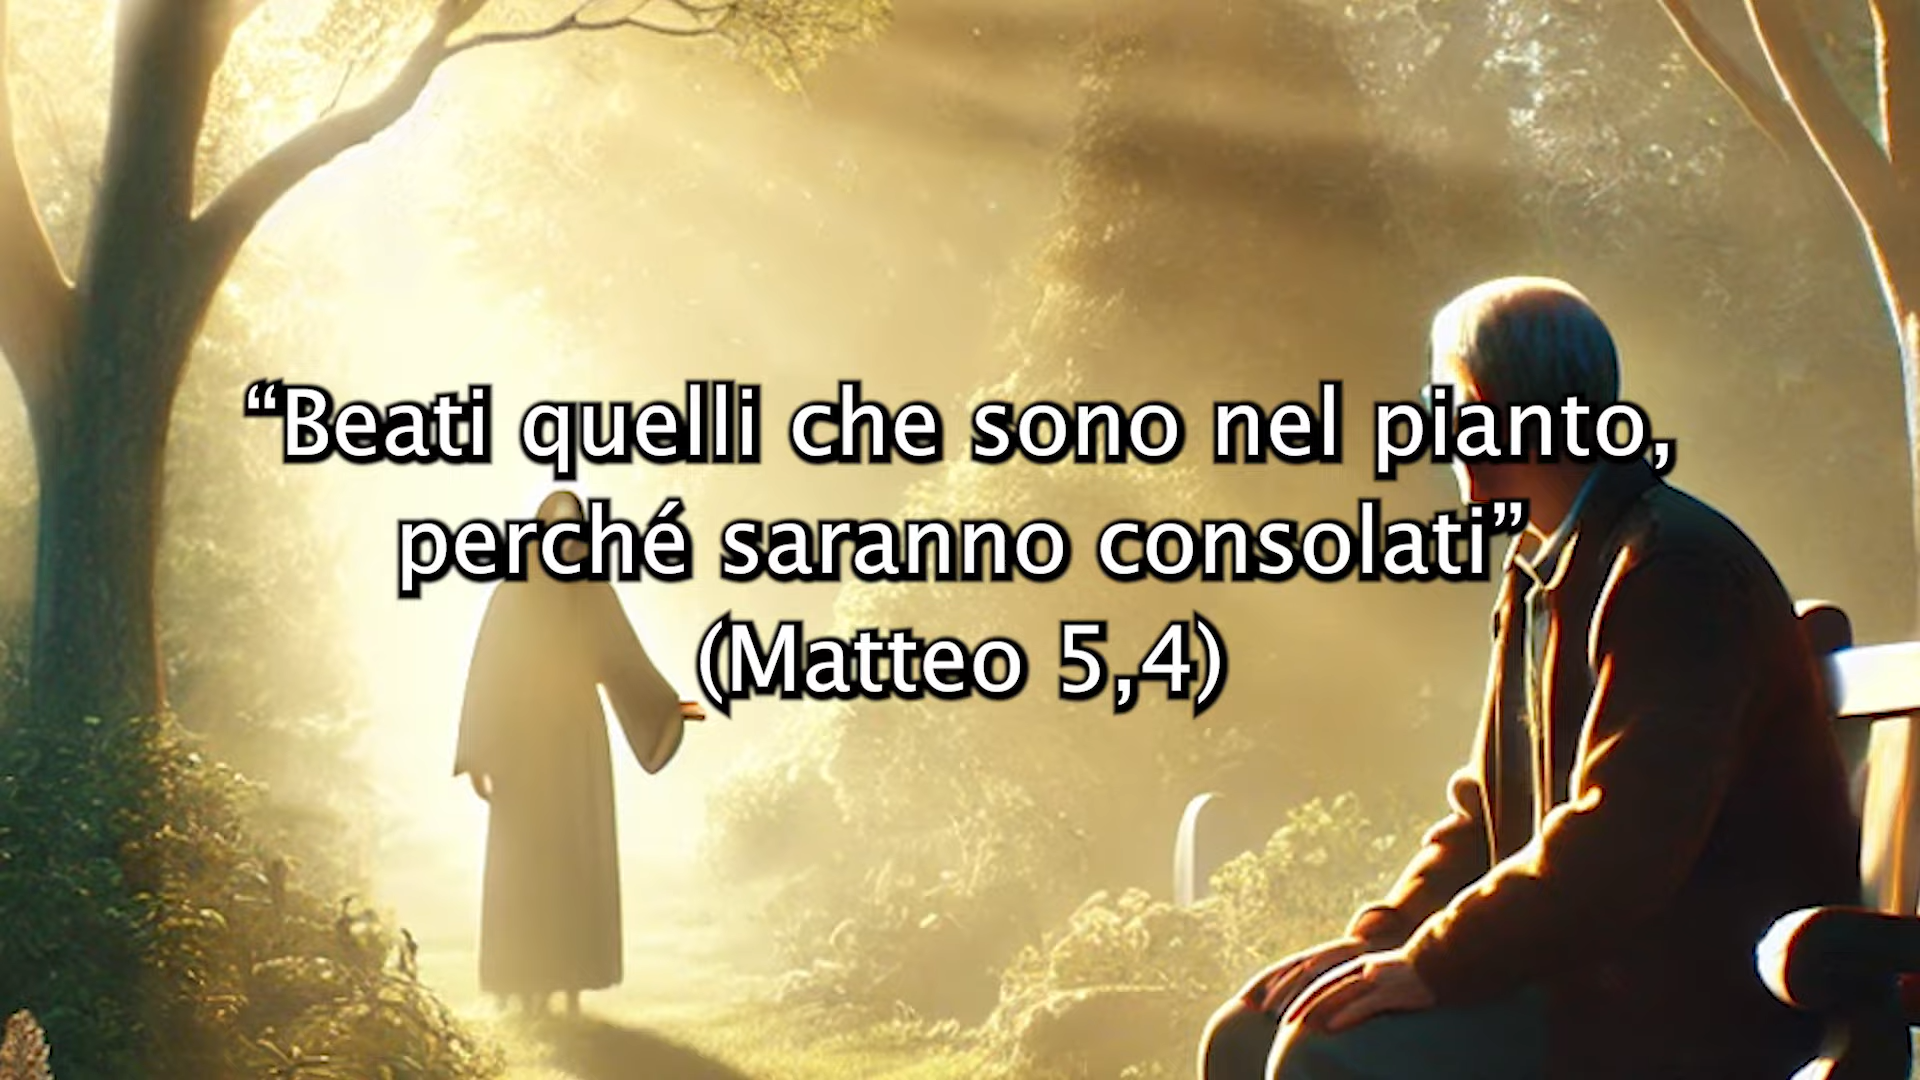 “Beati quelli che sono nel pianto,
perché saranno consolati”
(Matteo 5,4)